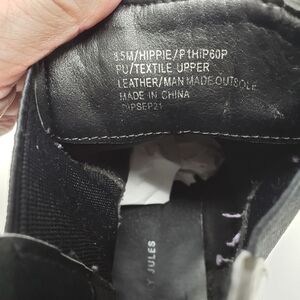 8.5M/HIPPIE/P1HIP60P
PU/TEXTILE UPPER
LEATHER/MAN MADE OUTSOLE
MADE IN CHINA
JULES